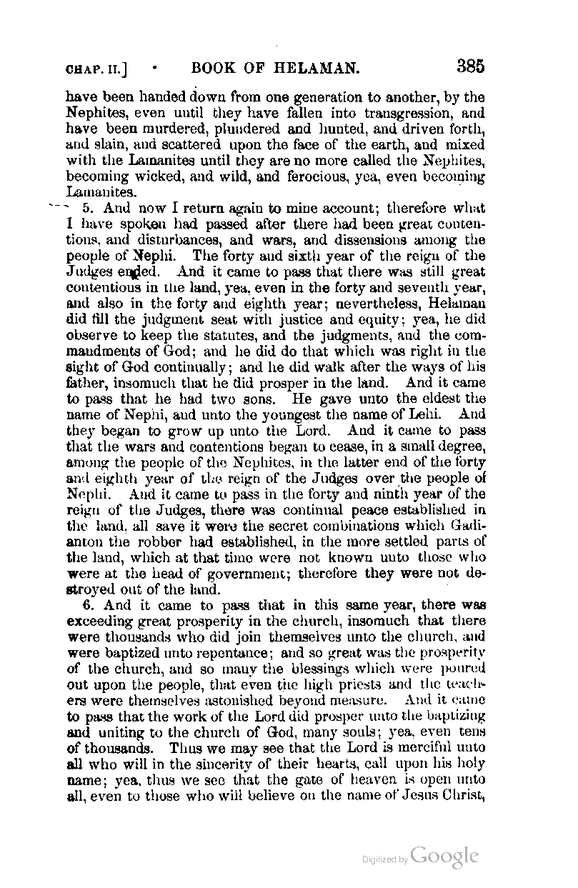 CHAP. II.] BOOK OF HELAMAN. 385
have been handed down from one generation to another, by the
Nephites, even until they have fallen into transgression, and
have been murdered, plundered and hunted, and driven forth,
and slain, and scattered upon the face of the earth, and mixed
with the Lamanites until they are no more called the Nephites,
becoming wicked, and wild, and ferocious, yea, even becoming
Lamanites.
5. And now I return again to mine account; therefore what
I have spoken had passed after there had been great conten-
tions, and disturbances, and wars, and dissensions among the
people of Nephi. The forty and sixth year of the reign of the
Judges ended. And it came to pass that there was still great
contentious in the land, yea, even in the forty and seventh year,
and also in the forty and eighth year; nevertheless, Helaman
did fill the judgment seat with justice and equity; yea, he did
observe to keep the statutes, and the judgments, and the com-
mandments of God; and he did do that which was right in the
sight of God continually; and he did walk after the ways of his
father, insomuch that he did prosper in the land. And it came
to pass that he had two sons. He gave unto the eldest the
name of Nephi, and unto the youngest the name of Lehi. And
they began to grow up unto the Lord. And it came to pass
that the wars and contentions began to cease, in a small degree,
among the people of the Nephites, in the latter end of the forty
and eighth year of the reign of the Judges over the people of
Nephi. And it came to pass in the forty and ninth year of the
reign of the Judges, there was continual peace established in
the land, all save it were the secret combinations which Gadi-
anton the robber had established, in the more settled parts of
the land, which at that time were not known unto those who
were at the head of government; therefore they were not de-
stroyed out of the land.
6. And it came to pass that in this same year, there was
exceeding great prosperity in the church, insomuch that there
were thousands who did join themselves unto the church, and
were baptized unto repentance; and so great was the prosperity
of the church, and so many the blessings which were poured
out upon the people, that even the high priests and the teach-
ers were themselves astonished beyond measure. And it came
to pass that the work of the Lord did prosper unto the baptizing
and uniting to the church of God, many souls; yea, even tens
of thousands. Thus we may see that the Lord is merciful unto
all who will in the sincerity of their hearts, call upon his holy
name; yea, thus we see that the gate of heaven is open unto
all, even to those who will believe on the name of Jesus Christ,
Digitized by Google